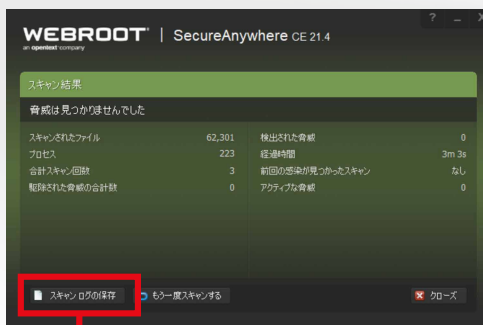 WEBROOT | SecureAnywhere CE 21.4
an opentext company
スキャン結果
脅威は見つかりませんでした
スキャンされたファイル 62,301 検出された脅威 0
プロセス 223 経過時間 3m 3s
合計スキャン回数 3 前回の感染が見つかったスキャン なし
駆除された脅威の合計数 0 アクティブな脅威 0
スキャン ログの保存 もう一度スキャンする クローズ